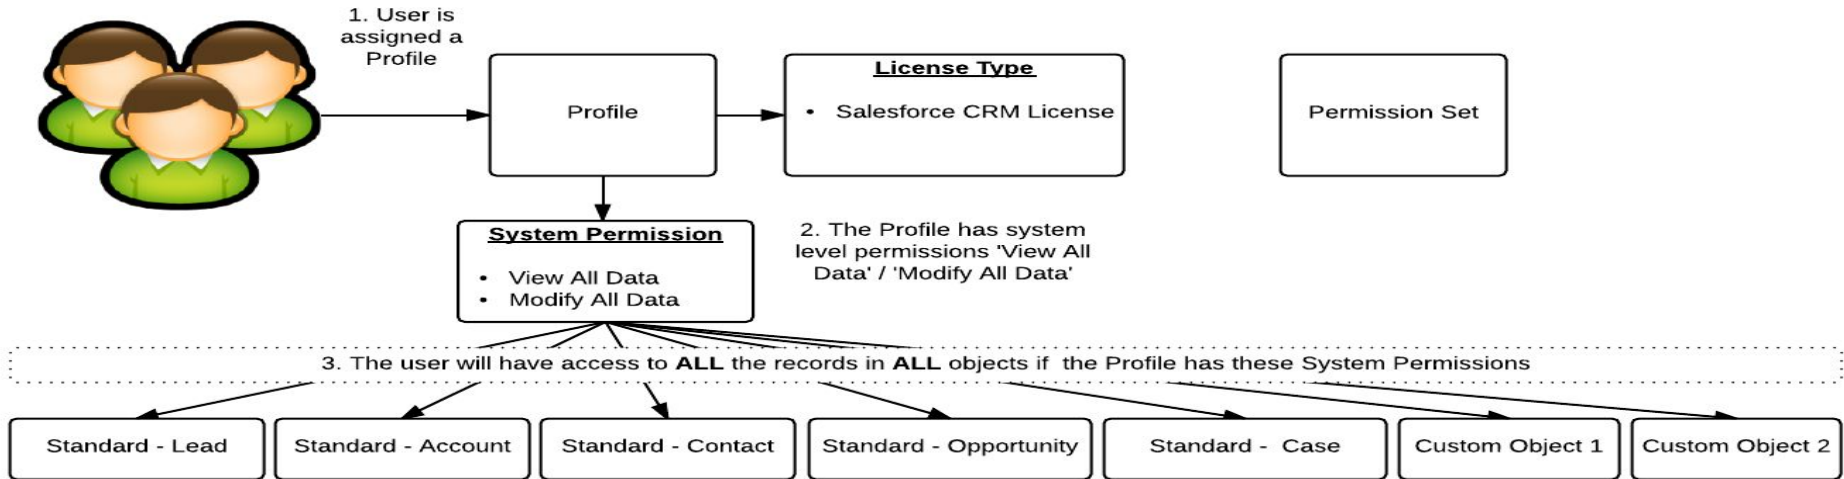 1. User is
assigned a
Profile
Profile
License Type
• Salesforce CRM License
Permission Set
System Permission
• View All Data
• Modify All Data
2. The Profile has system
level permissions 'View All
Data' / 'Modify All Data'
3. The user will have access to ALL the records in ALL objects if the Profile has these System Permissions
Standard - Lead
Standard - Account
Standard - Contact
Standard - Opportunity
Standard - Case
Custom Object 1
Custom Object 2